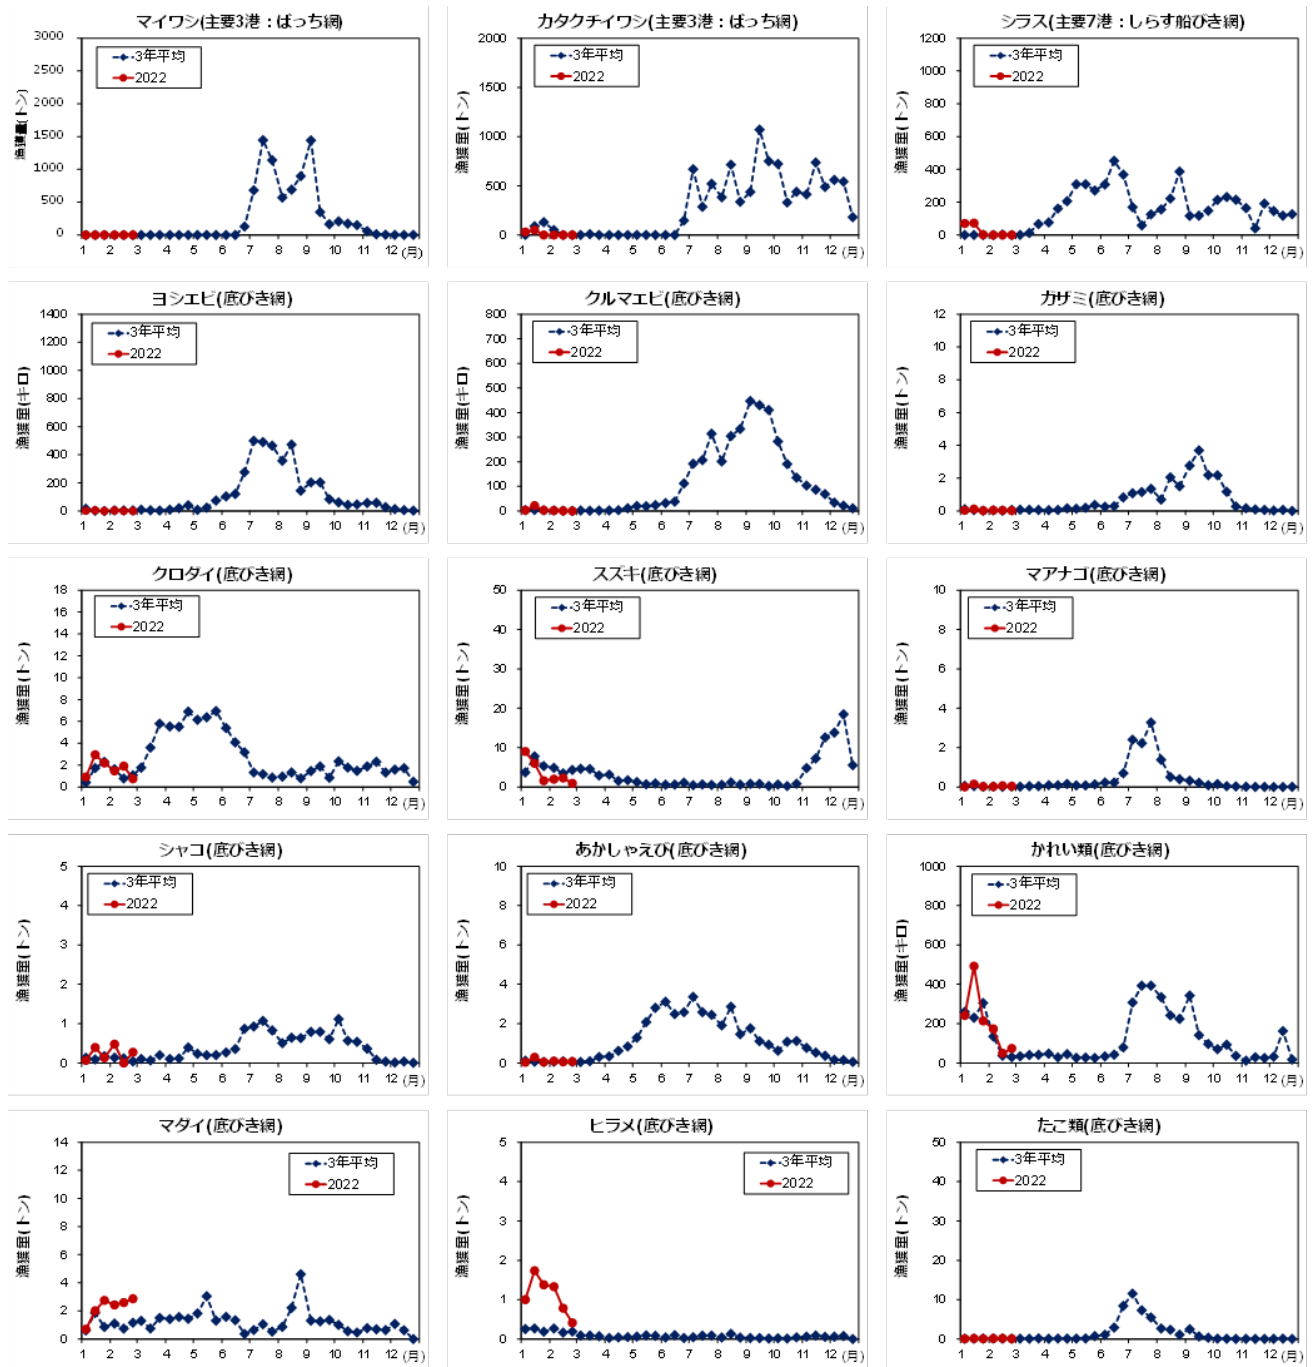 マイワシ(主要3港：ばっち網)
漁獲量(トン)
3000
2500
2000
1500
1000
500
0
3年平均
2022
1 2 3 4 5 6 7 8 9 10 11 12 (月)
カタクチイワシ(主要3港：ばっち網)
漁獲量(トン)
2000
1500
1000
500
0
3年平均
2022
1 2 3 4 5 6 7 8 9 10 11 12 (月)
シラス(主要7港：しらす船びき網)
漁獲量(トン)
1200
1000
800
600
400
200
0
3年平均
2022
1 2 3 4 5 6 7 8 9 10 11 12 (月)
ヨシエビ(底びき網)
漁獲量(キロ)
1400
1200
1000
800
600
400
200
0
3年平均
2022
1 2 3 4 5 6 7 8 9 10 11 12 (月)
クルマエビ(底びき網)
漁獲量(キロ)
800
700
600
500
400
300
200
100
0
3年平均
2022
1 2 3 4 5 6 7 8 9 10 11 12 (月)
ガザミ(底びき網)
漁獲量(トン)
12
10
8
6
4
2
0
3年平均
2022
1 2 3 4 5 6 7 8 9 10 11 12 (月)
クロダイ(底びき網)
漁獲量(トン)
18
16
14
12
10
8
6
4
2
0
3年平均
2022
1 2 3 4 5 6 7 8 9 10 11 12 (月)
スズキ(底びき網)
漁獲量(トン)
50
40
30
20
10
0
3年平均
2022
1 2 3 4 5 6 7 8 9 10 11 12 (月)
マアナゴ(底びき網)
漁獲量(トン)
10
8
6
4
2
0
3年平均
2022
1 2 3 4 5 6 7 8 9 10 11 12 (月)
シャコ(底びき網)
漁獲量(トン)
5
4
3
2
1
0
3年平均
2022
1 2 3 4 5 6 7 8 9 10 11 12 (月)
あかしゃえび(底びき網)
漁獲量(トン)
10
8
6
4
2
0
3年平均
2022
1 2 3 4 5 6 7 8 9 10 11 12 (月)
かれい類(底びき網)
漁獲量(キロ)
1000
800
600
400
200
0
3年平均
2022
1 2 3 4 5 6 7 8 9 10 11 12 (月)
マダイ(底びき網)
漁獲量(トン)
14
12
10
8
6
4
2
0
3年平均
2022
1 2 3 4 5 6 7 8 9 10 11 12 (月)
ヒラメ(底びき網)
漁獲量(トン)
5
4
3
2
1
0
3年平均
2022
1 2 3 4 5 6 7 8 9 10 11 12 (月)
たこ類(底びき網)
漁獲量(トン)
50
40
30
20
10
0
3年平均
2022
1 2 3 4 5 6 7 8 9 10 11 12 (月)